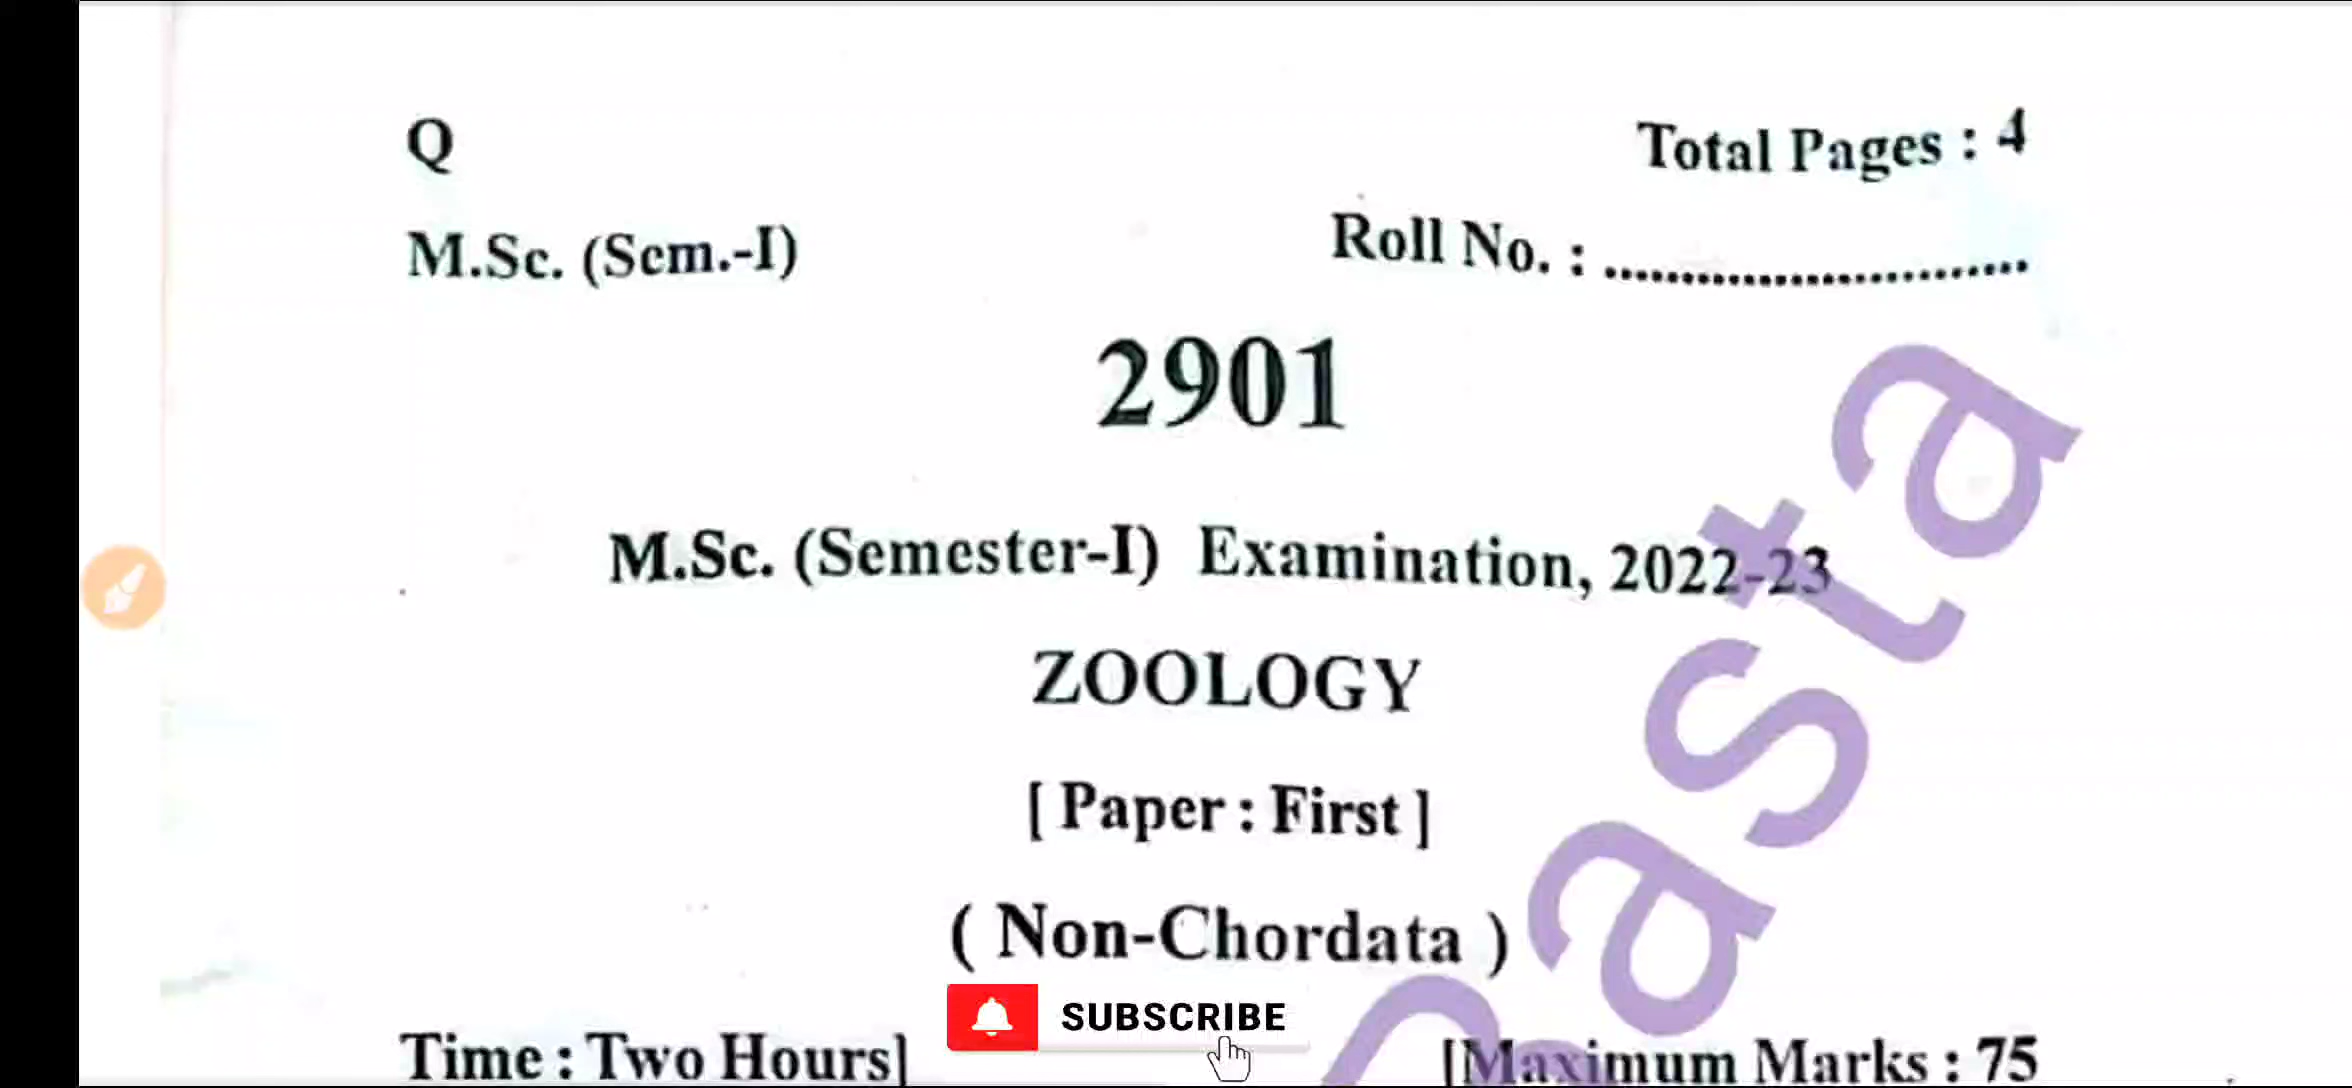 Q
Total Pages : 4
M.Sc. (Sem.-I)
Roll No. : ..............................
2901
M.Sc. (Semester-I) Examination, 2022-23
ZOOLOGY
[ Paper : First ]
( Non-Chordata )
SUBSCRIBE
Time : Two Hours]
[Maximum Marks : 75